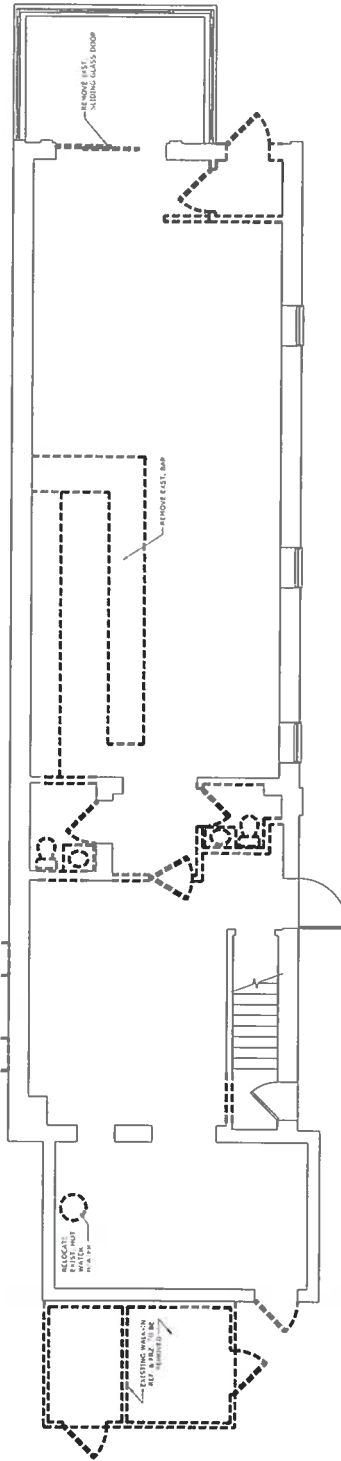 REMOVE EXST.
SLIDING GLASS DOOR
REMOVE EXST. BAR
RELOCATE
EXIST. HOT
WATER
HEATER
EXISTING WALK-IN
REF. & FRZ. TO BE
REMOVED